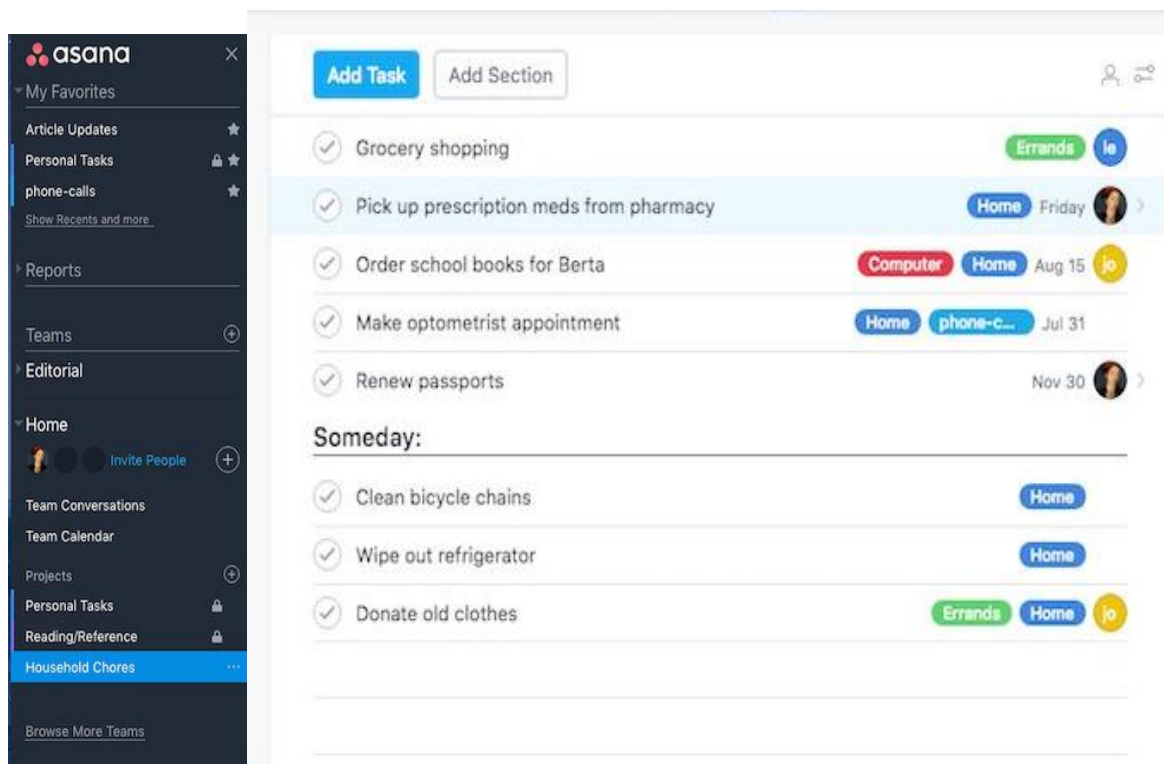 asana
My Favorites
Article Updates
Personal Tasks
phone-calls
Show Recents and more
Reports
Teams
Editorial
Home
Invite People
Team Conversations
Team Calendar
Projects
Personal Tasks
Reading/Reference
Household Chores
Browse More Teams
Add Task Add Section
Grocery shopping Errands le
Pick up prescription meds from pharmacy Home Friday
Order school books for Berta Computer Home Aug 15 jo
Make optometrist appointment Home phone-c... Jul 31
Renew passports Nov 30
Someday:
Clean bicycle chains Home
Wipe out refrigerator Home
Donate old clothes Errands Home jo